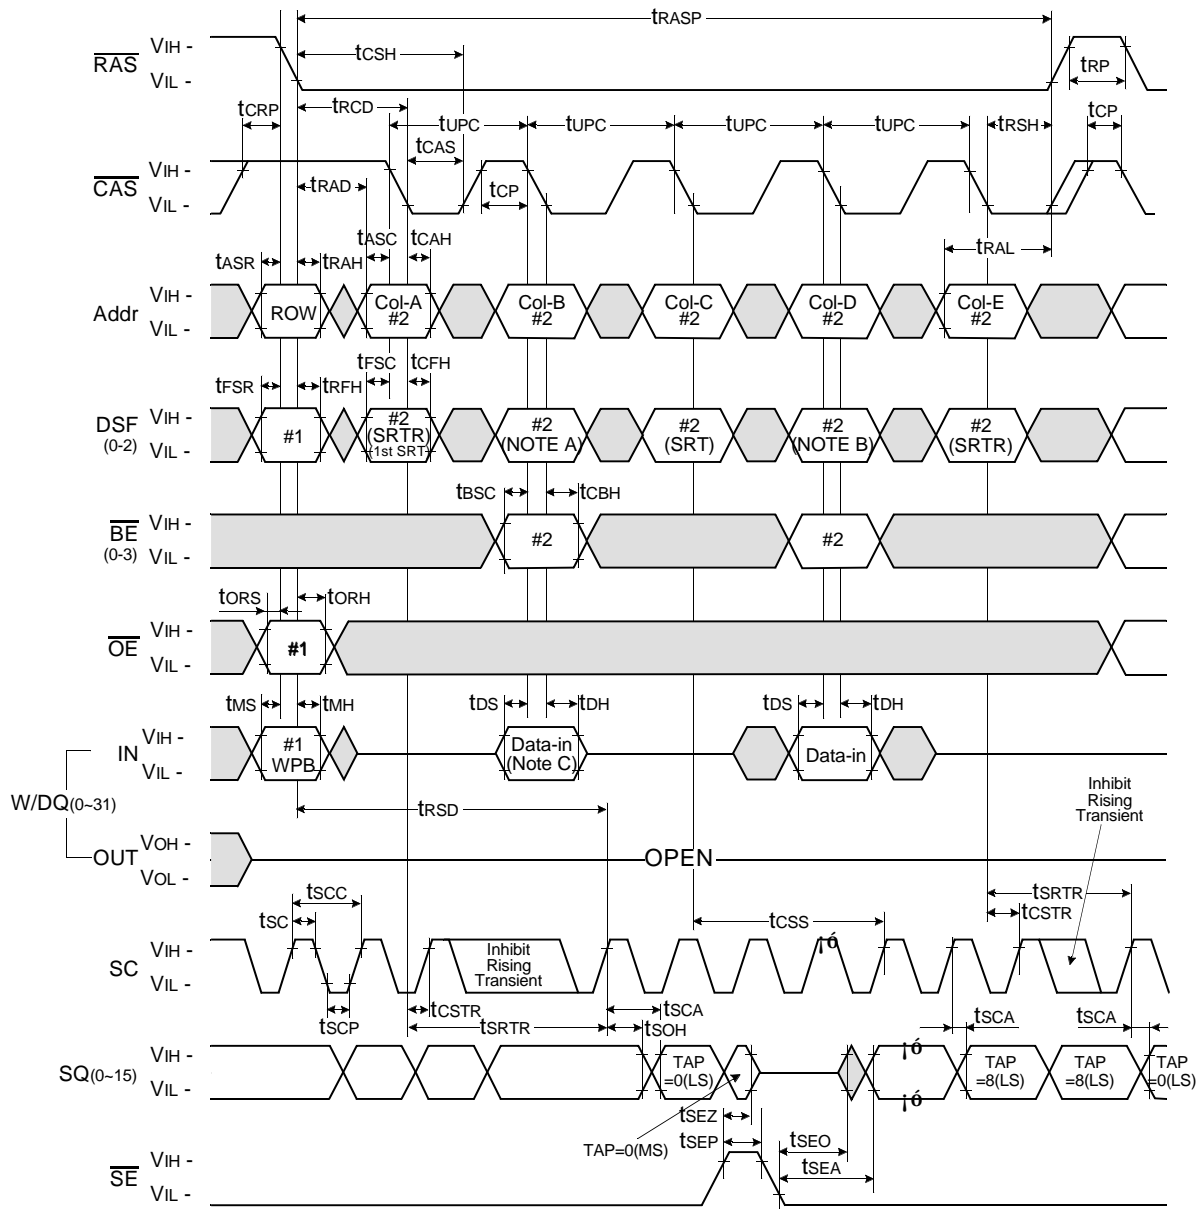 tRASP
VIH -
RAS
VIL -
tCSH
tRP
tCRP
tRCD
tUPC
tUPC
tUPC
tUPC
tRSH
tCP
tCAS
VIH -
CAS
VIL -
tRAD
tCP
tASC
tCAH
tRAL
tASR
tRAH
VIH -
Addr
VIL -
ROW
Col-A
#2
Col-B
#2
Col-C
#2
Col-D
#2
Col-E
#2
tFSC
tCFH
tFSR
tRFH
DSF
(0-2)
VIH -
VIL -
#1
#2
(SRTR)
(1st SRT)
#2
(NOTE A)
#2
(SRT)
#2
(NOTE B)
#2
(SRTR)
tBSC
tCBH
BE
(0-3)
VIH -
VIL -
#2
#2
tORS
tORH
OE
VIH -
VIL -
#1
tMS
tMH
tDS
tDH
tDS
tDH
IN
VIH -
VIL -
#1
WPB
Data-in
(Note C)
Data-in
W/DQ(0~31)
tRSD
Inhibit
Rising
Transient
OUT
VOH -
VOL -
OPEN
tSCC
tSC
tCSS
tSRTR
tCSTR
SC
VIH -
VIL -
Inhibit
Rising
Transient
¡ó
tSCP
tCSTR
tSRTR
tSCA
tSOH
tSCA
tSCA
SQ(0~15)
VIH -
VIL -
TAP
=0(LS)
¡ó
¡ó
TAP
=8(LS)
TAP
=8(LS)
TAP
=0(LS)
tSEZ
tSEP
TAP=0(MS)
tSEO
tSEA
SE
VIH -
VIL -